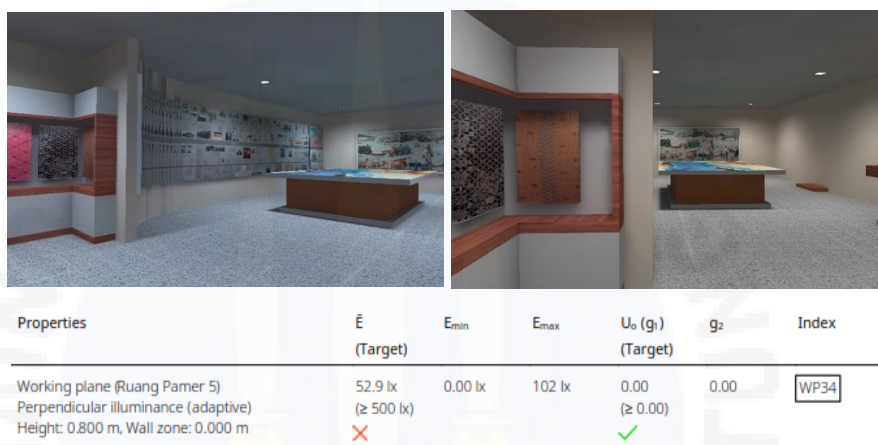 Properties Ē Eₘᵢₙ Eₘₐₓ Uₒ (g₁) g₂ Index
(Target) (Target)
Working plane (Ruang Pamer 5) 52.9 lx 0.00 lx 102 lx 0.00 0.00 WP34
Perpendicular illuminance (adaptive) (≥ 500 lx) (≥ 0.00)
Height: 0.800 m, Wall zone: 0.000 m